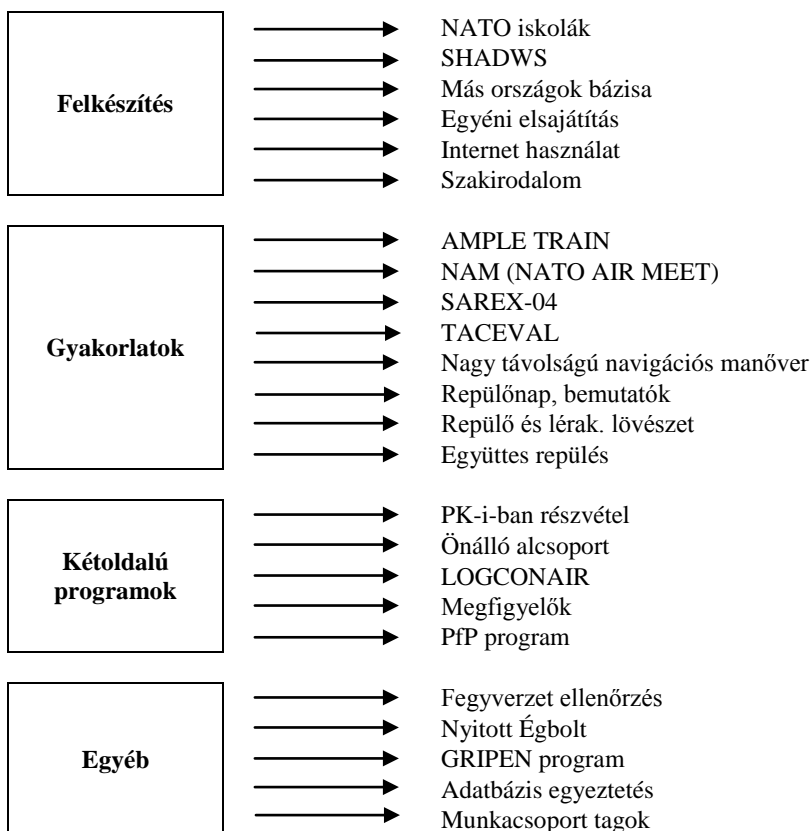 Felkészítés
NATO iskolák
SHADWS
Más országok bázisa
Egyéni elsajátítás
Internet használat
Szakirodalom
Gyakorlatok
AMPLE TRAIN
NAM (NATO AIR MEET)
SAREX-04
TACEVAL
Nagy távolságú navigációs manőver
Repülőnap, bemutatók
Repülő és lérak. lövészet
Együttes repülés
Kétoldalú
programok
PK-i-ban részvétel
Önálló alcsoport
LOGCONAIR
Megfigyelők
PfP program
Egyéb
Fegyverzet ellenőrzés
Nyitott Égbolt
GRIPEN program
Adatbázis egyeztetés
Munkacsoport tagok